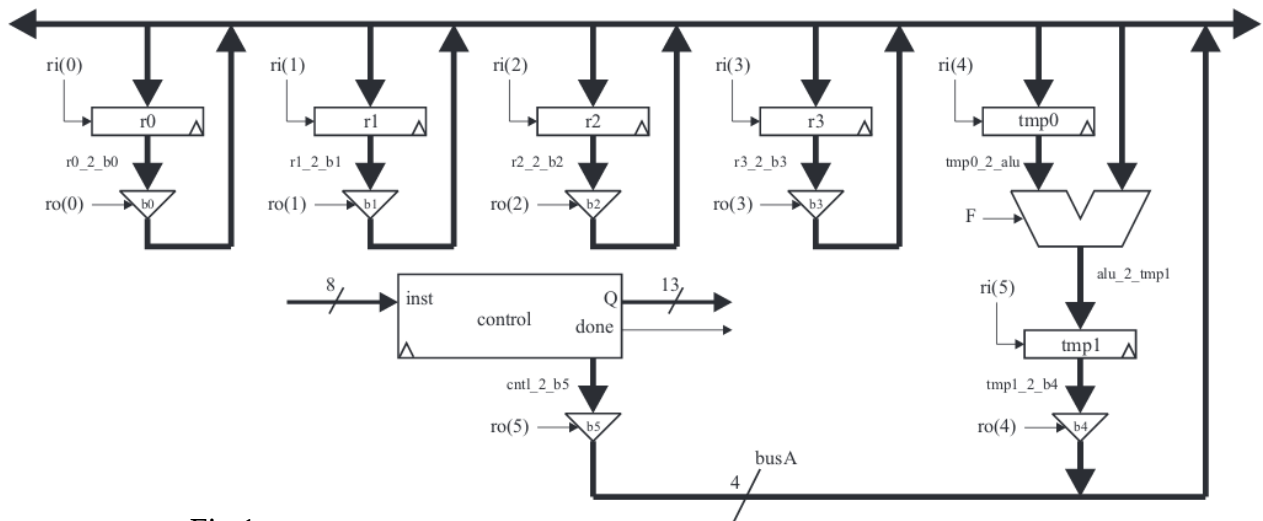 ri(0) ri(1) ri(2) ri(3) ri(4)
r0 r1 r2 r3 tmp0
r0_2_b0 r1_2_b1 r2_2_b2 r3_2_b3 tmp0_2_alu
ro(0) b0 ro(1) b1 ro(2) b2 ro(3) b3 F
alu_2_tmp1
8 inst Q 13 ri(5)
control done
tmp1
cntl_2_b5 tmp1_2_b4
ro(5) b5 ro(4) b4
busA
4